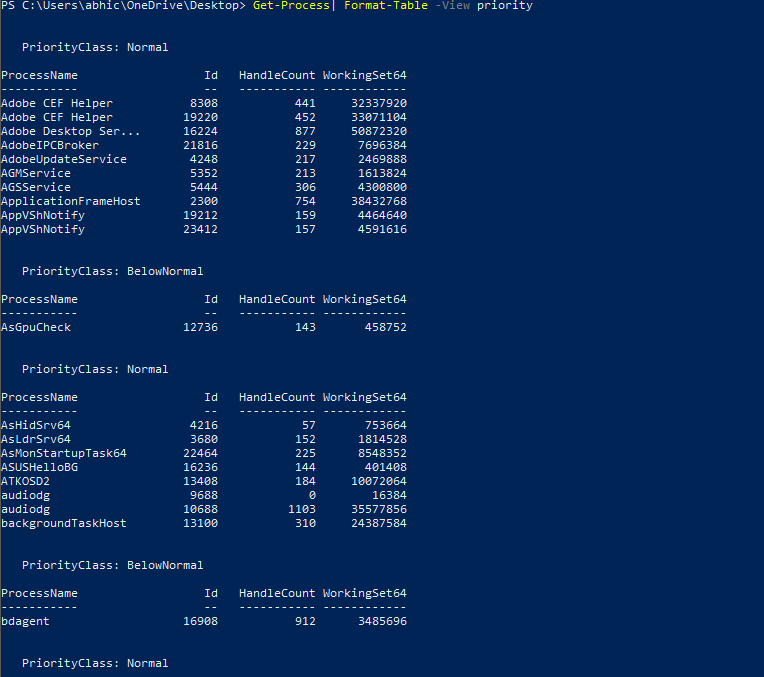 PS C:\Users\abhic\OneDrive\Desktop> Get-Process| Format-Table -View priority
PriorityClass: Normal
ProcessName Id HandleCount WorkingSet64
----------- -- ----------- ------------
Adobe CEF Helper 8308 441 32337920
Adobe CEF Helper 19220 452 33071104
Adobe Desktop Ser... 16224 877 50872320
AdobeIPCBroker 21816 229 7696384
AdobeUpdateService 4248 217 2469888
AGMService 5352 213 1613824
AGSService 5444 306 4300800
ApplicationFrameHost 2300 754 38432768
AppVShNotify 19212 159 4464640
AppVShNotify 23412 157 4591616
PriorityClass: BelowNormal
ProcessName Id HandleCount WorkingSet64
----------- -- ----------- ------------
AsGpuCheck 12736 143 458752
PriorityClass: Normal
ProcessName Id HandleCount WorkingSet64
----------- -- ----------- ------------
AsHidSrv64 4216 57 753664
AsLdrSrv64 3680 152 1814528
AsMonStartupTask64 22464 225 8548352
ASUSHelloBG 16236 144 401408
ATKOSD2 13408 184 10072064
audiodg 9688 0 16384
audiodg 10688 1103 35577856
backgroundTaskHost 13100 310 24387584
PriorityClass: BelowNormal
ProcessName Id HandleCount WorkingSet64
----------- -- ----------- ------------
bdagent 16908 912 3485696
PriorityClass: Normal